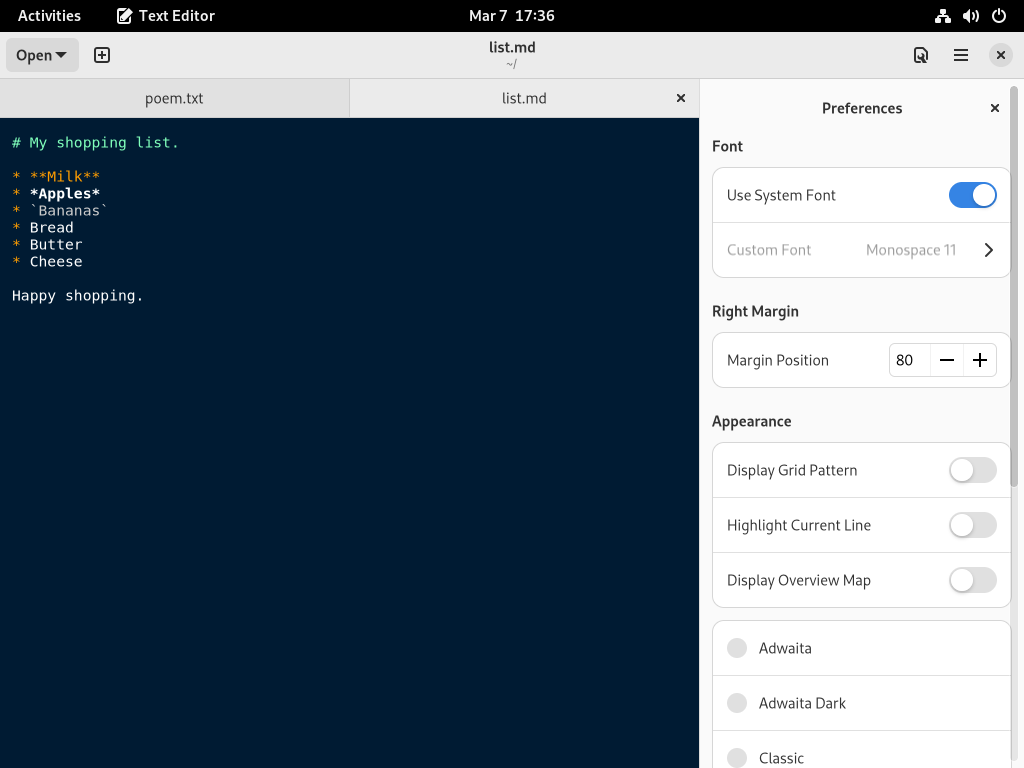 Activities
Text Editor
Mar 7 17:36
Open
list.md
~/
poem.txt
list.md
# My shopping list.
* **Milk**
* *Apples*
* `Bananas`
* Bread
* Butter
* Cheese
Happy shopping.
Preferences
Font
Use System Font
Custom Font Monospace 11
Right Margin
Margin Position 80
Appearance
Display Grid Pattern
Highlight Current Line
Display Overview Map
Adwaita
Adwaita Dark
Classic